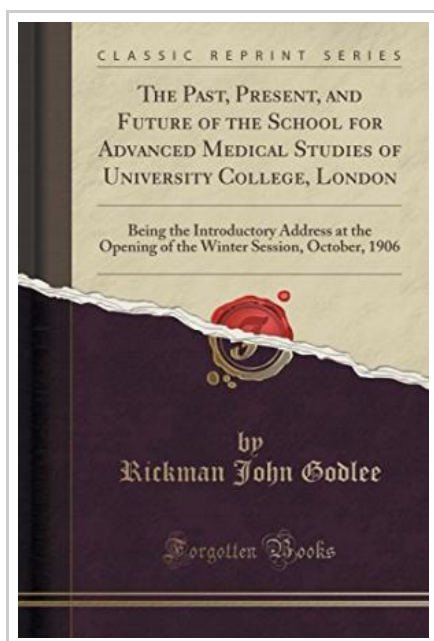 CLASSIC REPRINT SERIES
THE PAST, PRESENT, AND
FUTURE OF THE SCHOOL FOR
ADVANCED MEDICAL STUDIES OF
UNIVERSITY COLLEGE, LONDON
Being the Introductory Address at the
Opening of the Winter Session, October, 1906
F
by
Rickman John Godlee
Forgotten Books